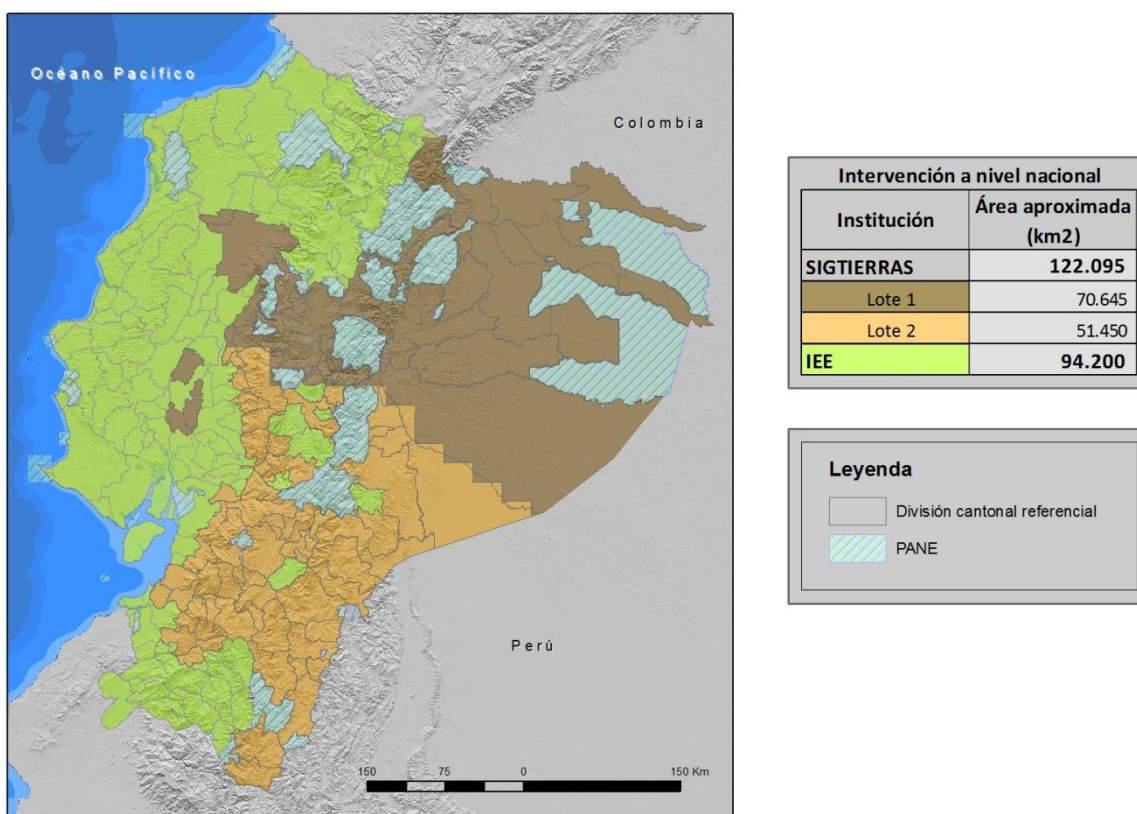 Océano Pacífico
Colombia
Perú
150 75 0 150 Km
Intervención a nivel nacional
Institución Área aproximada
(km2)
SIGTIERRAS 122.095
Lote 1 70.645
Lote 2 51.450
IEE 94.200
Leyenda
División cantonal referencial
PANE